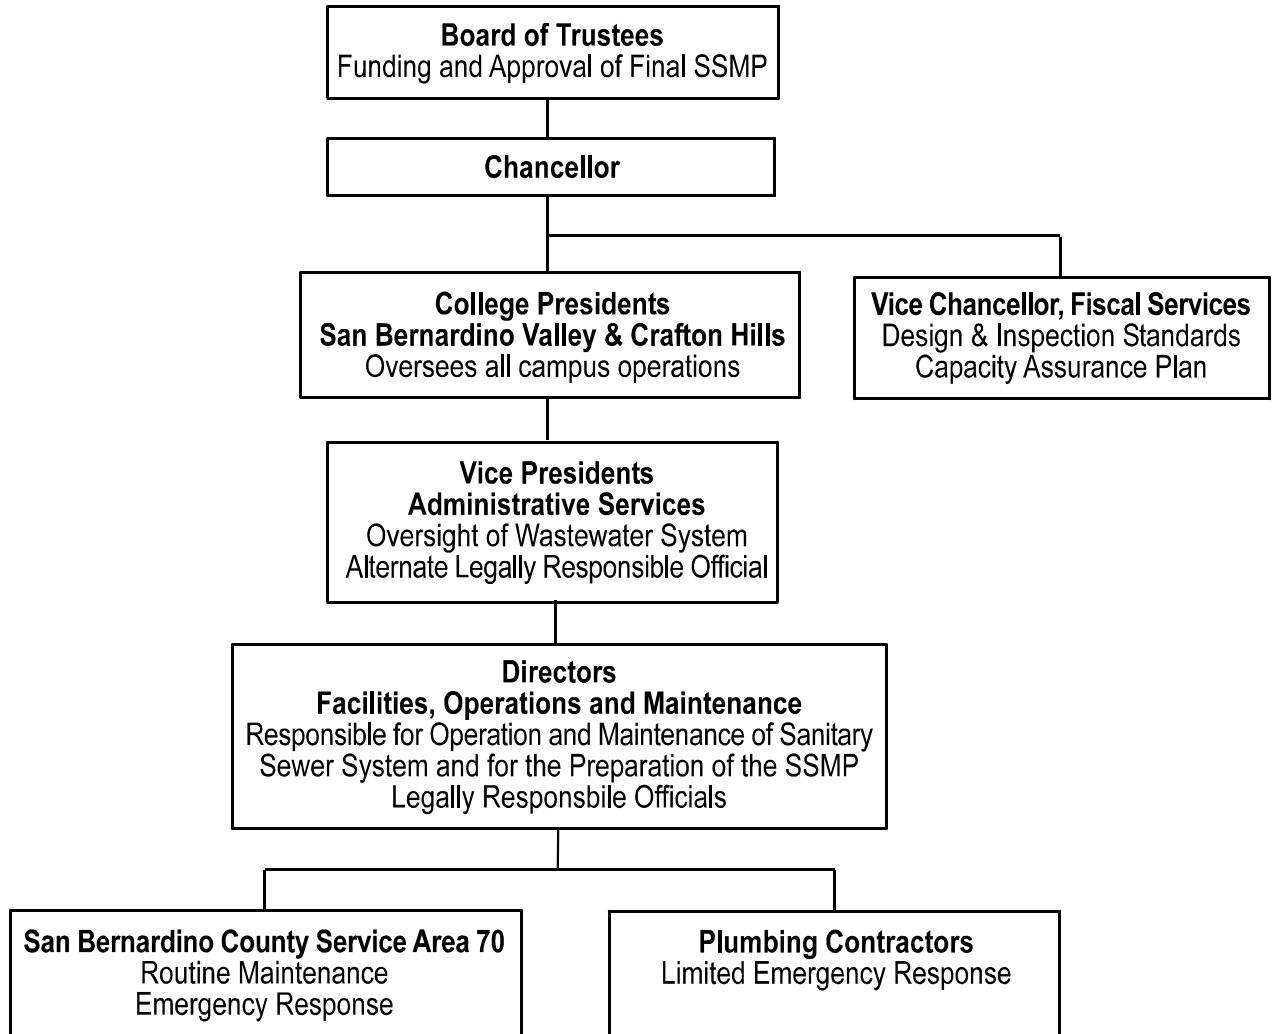 Board of Trustees
Funding and Approval of Final SSMP
Chancellor
College Presidents
San Bernardino Valley & Crafton Hills
Oversees all campus operations
Vice Chancellor, Fiscal Services
Design & Inspection Standards
Capacity Assurance Plan
Vice Presidents
Administrative Services
Oversight of Wastewater System
Alternate Legally Responsible Official
Directors
Facilities, Operations and Maintenance
Responsible for Operation and Maintenance of Sanitary
Sewer System and for the Preparation of the SSMP
Legally Responsbile Officials
San Bernardino County Service Area 70
Routine Maintenance
Emergency Response
Plumbing Contractors
Limited Emergency Response